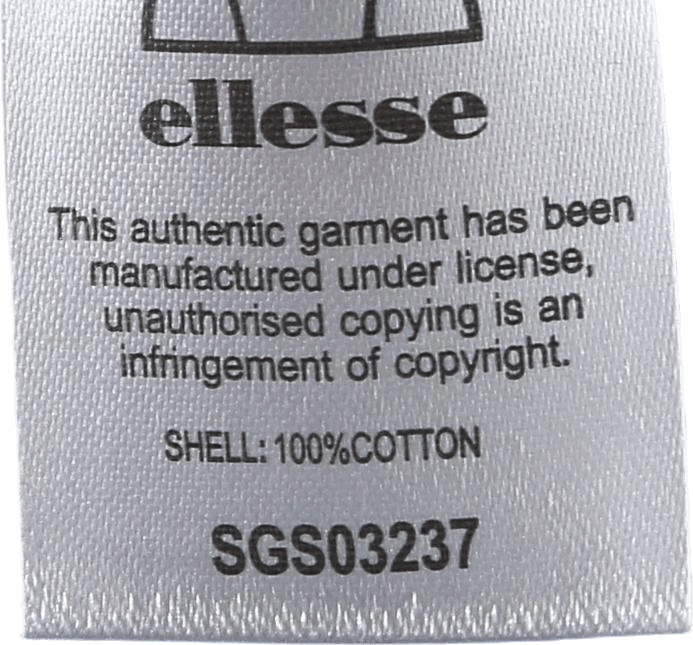 ellesse
This authentic garment has been
manufactured under license,
unauthorised copying is an
infringement of copyright.
SHELL: 100%COTTON
SGS03237